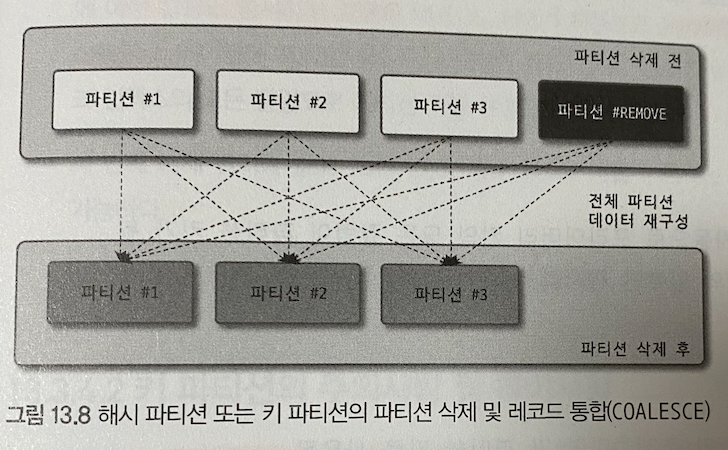 파티션 삭제 전
파티션 #1
파티션 #2
파티션 #3
파티션 #REMOVE
전체 파티션
데이터 재구성
파티션 #1
파티션 #2
파티션 #3
파티션 삭제 후
그림 13.8 해시 파티션 또는 키 파티션의 파티션 삭제 및 레코드 통합(COALESCE)